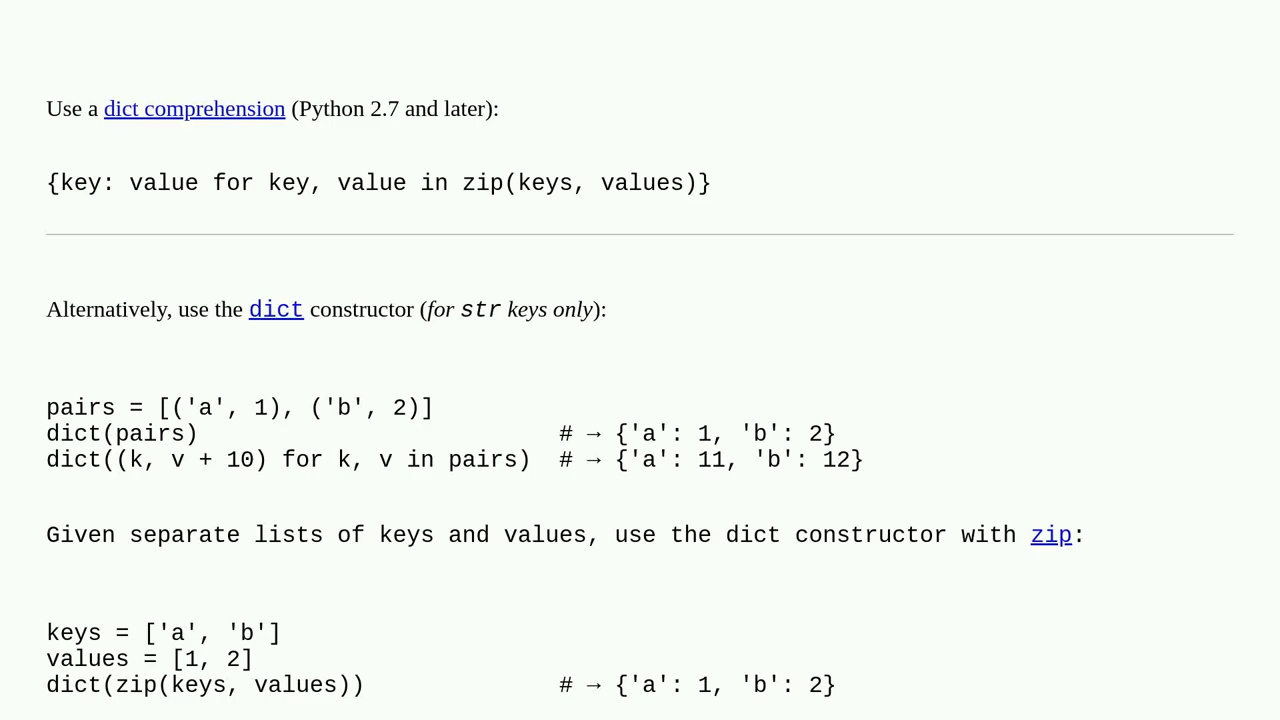 Use a dict comprehension (Python 2.7 and later):
{key: value for key, value in zip(keys, values)}
Alternatively, use the dict constructor (for str keys only):
pairs = [('a', 1), ('b', 2)]
dict(pairs)                          # → {'a': 1, 'b': 2}
dict((k, v + 10) for k, v in pairs)  # → {'a': 11, 'b': 12}
Given separate lists of keys and values, use the dict constructor with zip:
keys = ['a', 'b']
values = [1, 2]
dict(zip(keys, values))              # → {'a': 1, 'b': 2}